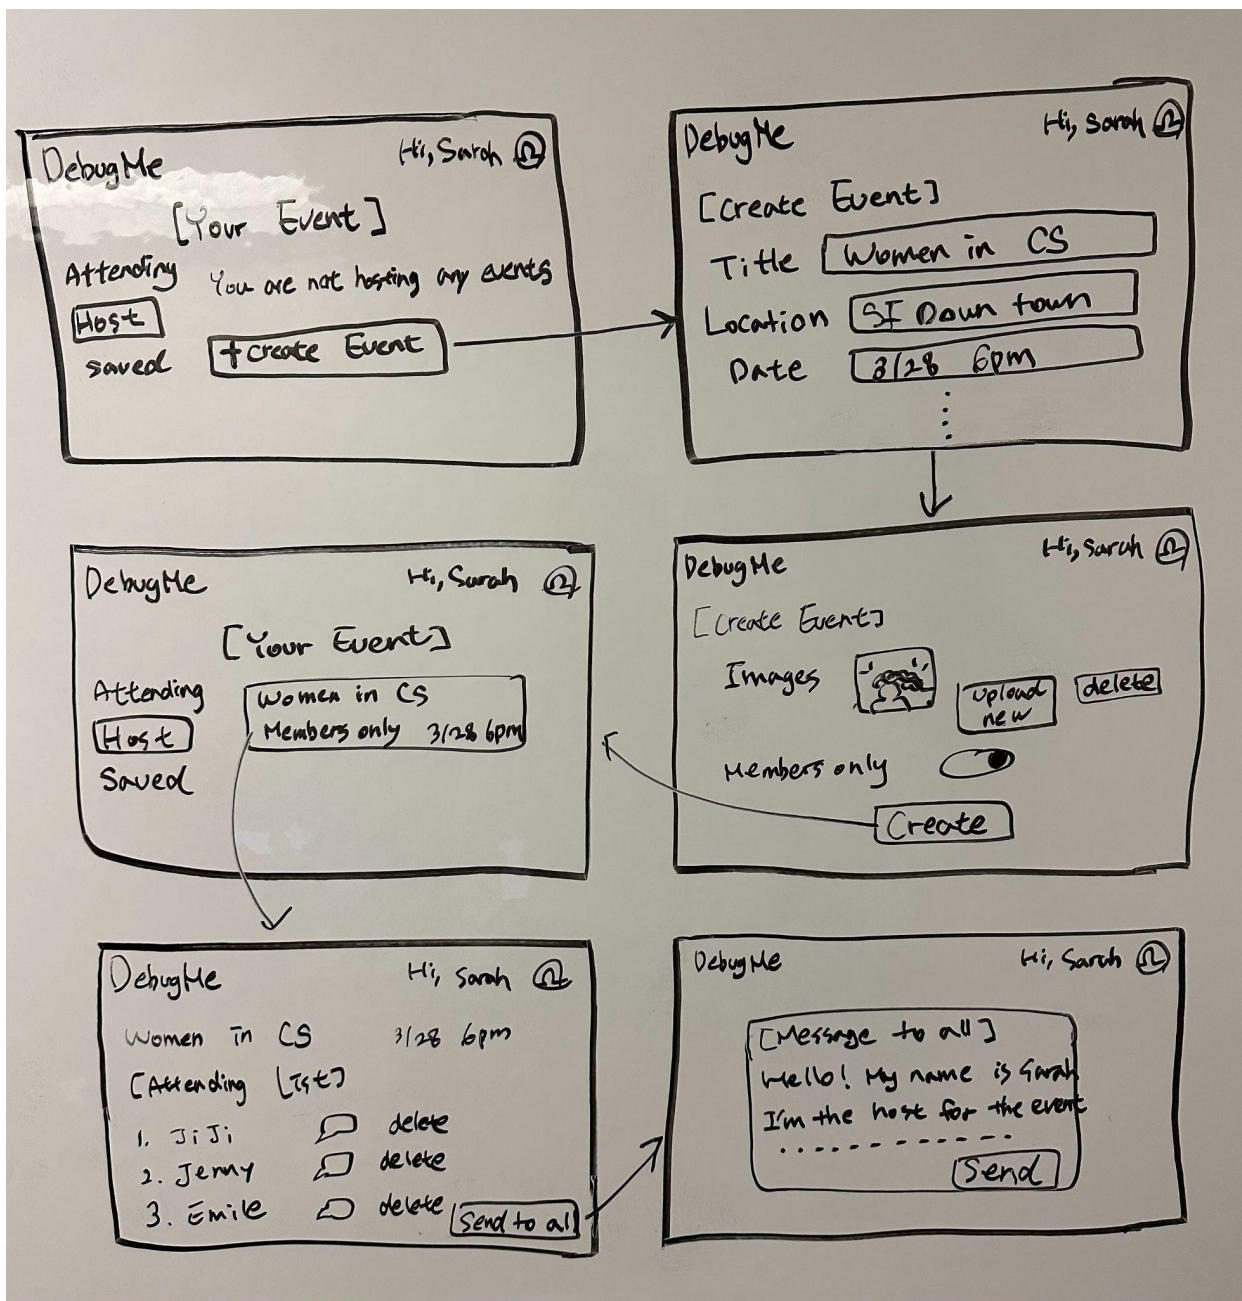 DebugMe Hi, Sarah
[Your Event]
Attending You are not hosting any events
Host
saved +create Event
DebugMe Hi, Sarah
[Create Event]
Title Women in CS
Location SF Down town
Date 3/28 6pm
DebugMe Hi, Sarah
[Create Event]
Images upload new delete
Members only
Create
DebugMe Hi, Sarah
[Your Event]
Attending Women in CS
Host Members only 3/28 6pm
Saved
DebugMe Hi, Sarah
Women in CS 3/28 6pm
[Attending List]
1. JiJi delete
2. Jenny delete
3. Emile delete
Send to all
DebugMe Hi, Sarah
[Message to all]
Hello! My name is Sarah
I'm the host for the event
. . . . . . . . . . . .
Send